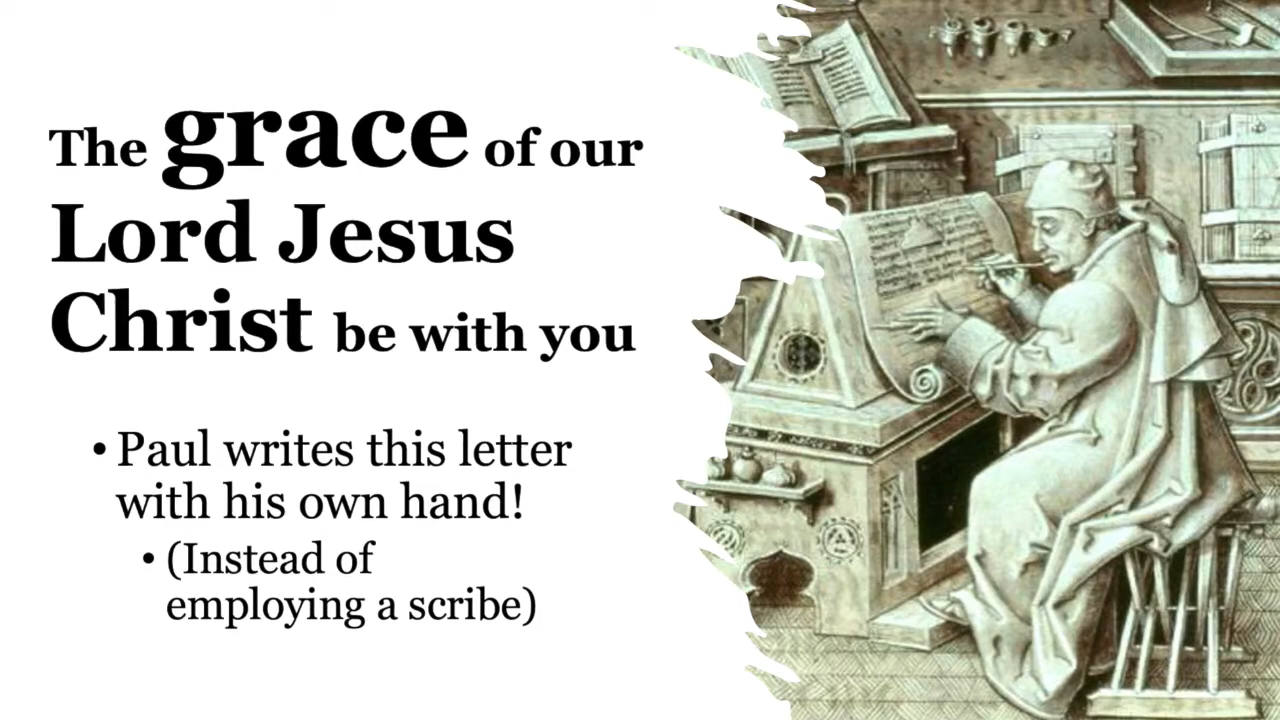 The grace of our
Lord Jesus
Christ be with you
• Paul writes this letter
with his own hand!
• (Instead of
employing a scribe)